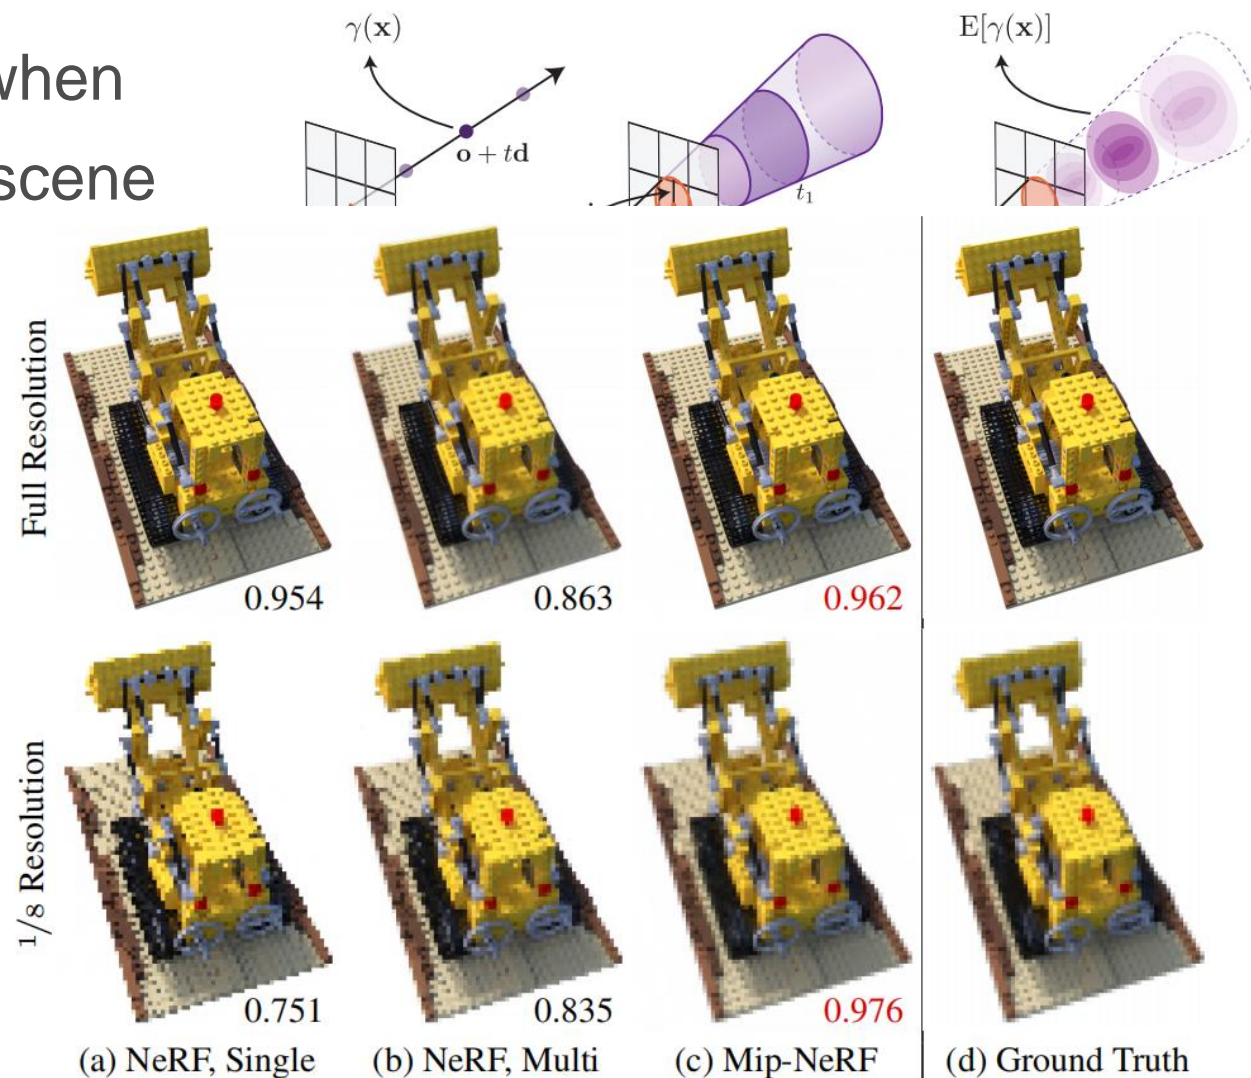 when
scene
γ(x)
o + td
t₁
E[γ(x)]
Full Resolution
0.954
0.863
0.962
1/8 Resolution
0.751
0.835
0.976
(a) NeRF, Single
(b) NeRF, Multi
(c) Mip-NeRF
(d) Ground Truth